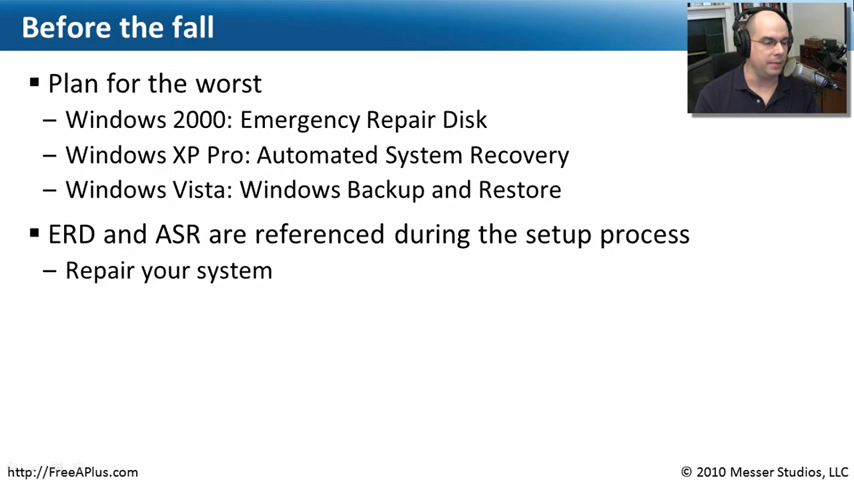 Before the fall
▪ Plan for the worst
– Windows 2000: Emergency Repair Disk
– Windows XP Pro: Automated System Recovery
– Windows Vista: Windows Backup and Restore
▪ ERD and ASR are referenced during the setup process
– Repair your system
http://FreeAPlus.com
© 2010 Messer Studios, LLC